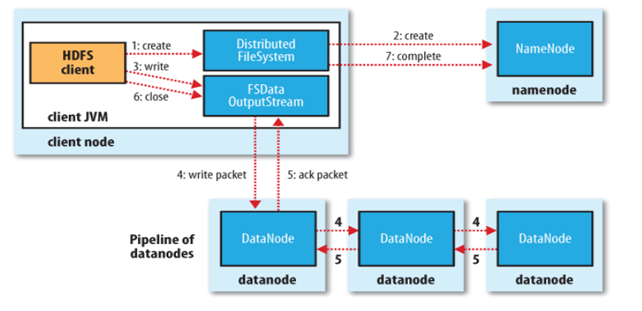 HDFS
client
1: create
3: write
6: close
Distributed
FileSystem
FSData
OutputStream
client JVM
client node
2: create
7: complete
NameNode
namenode
4: write packet
5: ack packet
Pipeline of
datanodes
DataNode
datanode
4
5
DataNode
datanode
4
5
DataNode
datanode